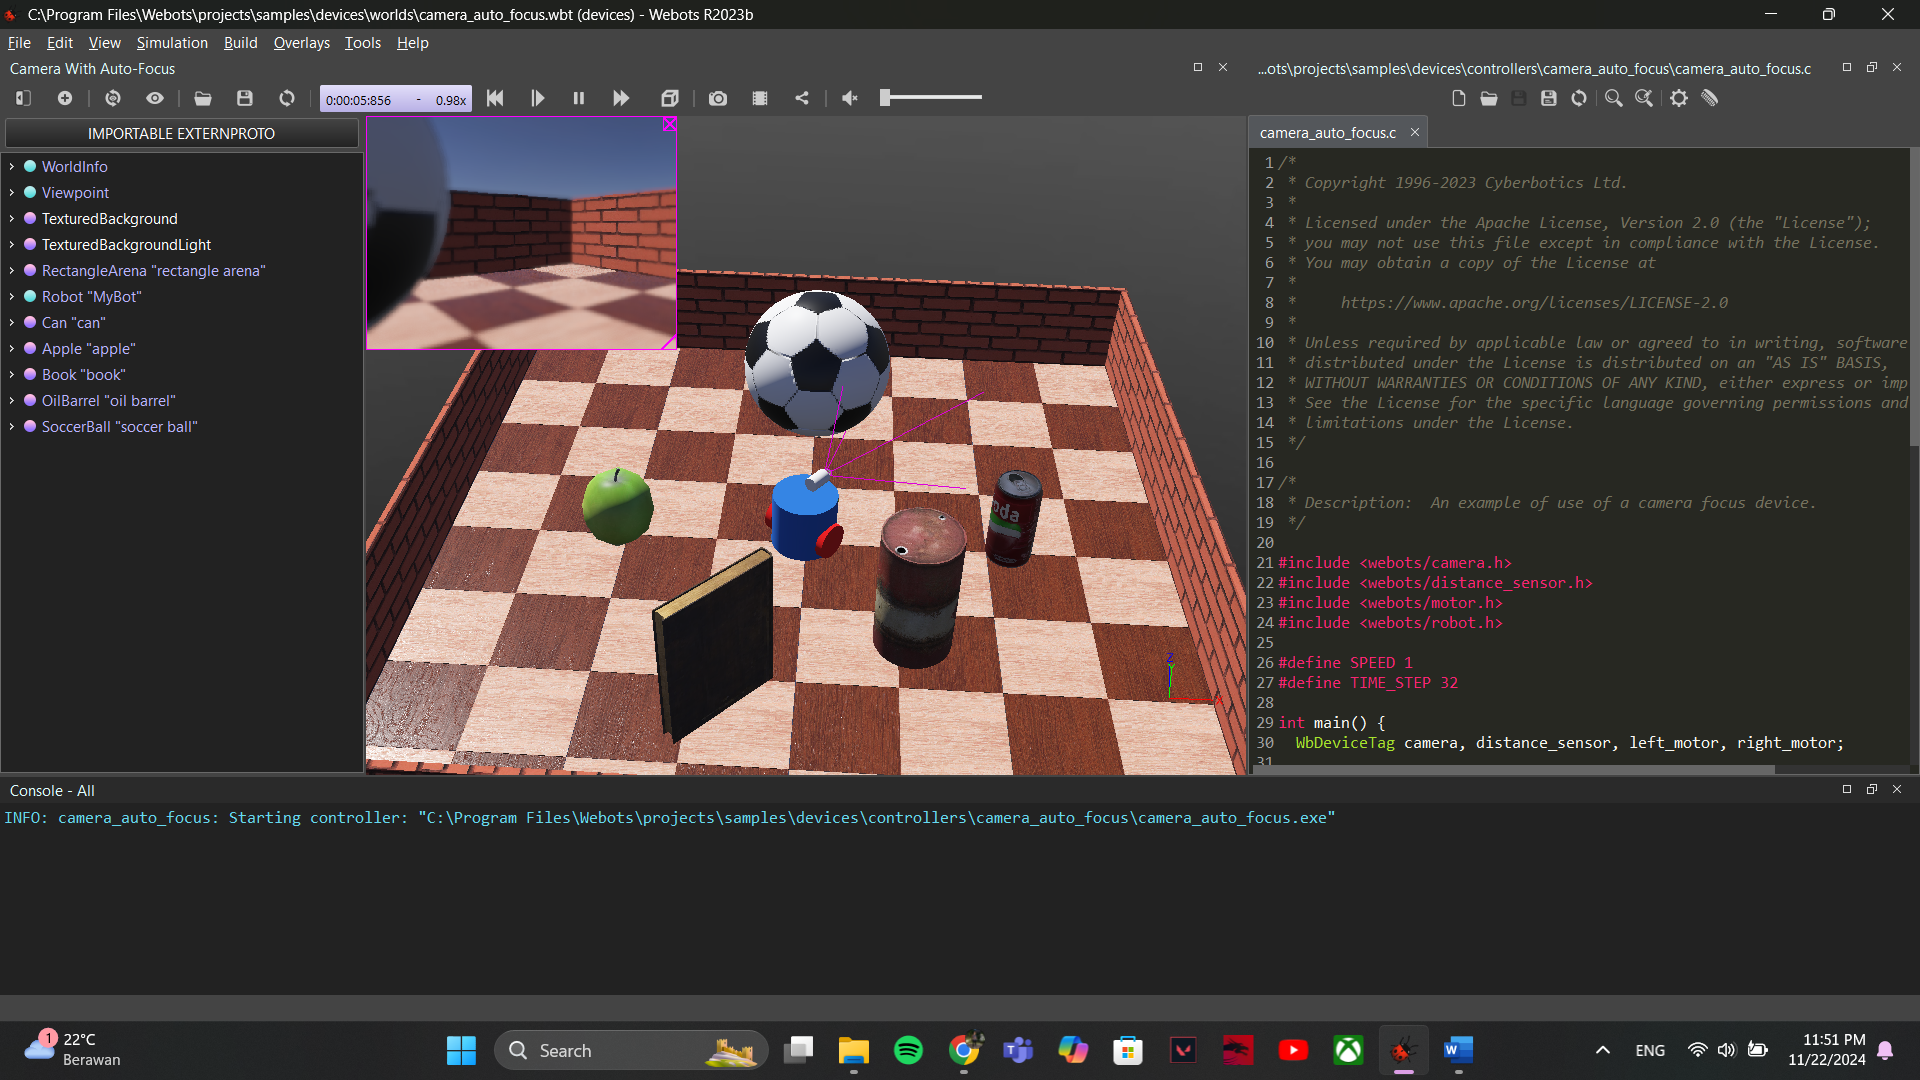 C:\Program Files\Webots\projects\samples\devices\worlds\camera_auto_focus.wbt (devices) - Webots R2023b
File Edit View Simulation Build Overlays Tools Help
Camera With Auto-Focus
...ots\projects\samples\devices\controllers\camera_auto_focus\camera_auto_focus.c
0:00:05:856 - 0.98x
IMPORTABLE EXTERNPROTO
WorldInfo
Viewpoint
TexturedBackground
TexturedBackgroundLight
RectangleArena "rectangle arena"
Robot "MyBot"
Can "can"
Apple "apple"
Book "book"
OilBarrel "oil barrel"
SoccerBall "soccer ball"
oda
Z
Y
X
camera_auto_focus.c
1 /*
2 * Copyright 1996-2023 Cyberbotics Ltd.
3 *
4 * Licensed under the Apache License, Version 2.0 (the "License");
5 * you may not use this file except in compliance with the License.
6 * You may obtain a copy of the License at
7 *
8 * https://www.apache.org/licenses/LICENSE-2.0
9 *
10 * Unless required by applicable law or agreed to in writing, software
11 * distributed under the License is distributed on an "AS IS" BASIS,
12 * WITHOUT WARRANTIES OR CONDITIONS OF ANY KIND, either express or imp
13 * See the License for the specific language governing permissions and
14 * limitations under the License.
15 */
16
17 /*
18 * Description: An example of use of a camera focus device.
19 */
20
21 #include <webots/camera.h>
22 #include <webots/distance_sensor.h>
23 #include <webots/motor.h>
24 #include <webots/robot.h>
25
26 #define SPEED 1
27 #define TIME_STEP 32
28
29 int main() {
30 WbDeviceTag camera, distance_sensor, left_motor, right_motor;
31
Console - All
INFO: camera_auto_focus: Starting controller: "C:\Program Files\Webots\projects\samples\devices\controllers\camera_auto_focus\camera_auto_focus.exe"
1
22°C
Berawan
Search
ENG
11:51 PM
11/22/2024